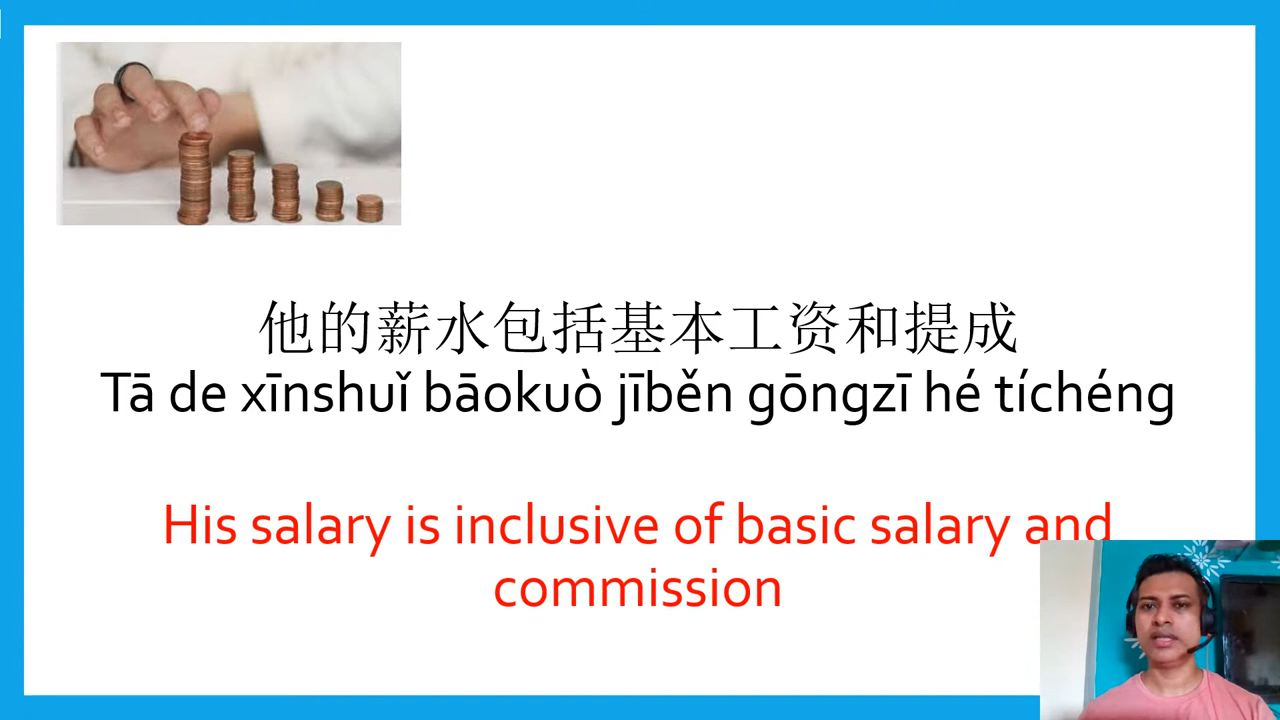 他的薪水包括基本工资和提成
Tā de xīnshuǐ bāokuò jīběn gōngzī hé tíchéng
His salary is inclusive of basic salary and
commission